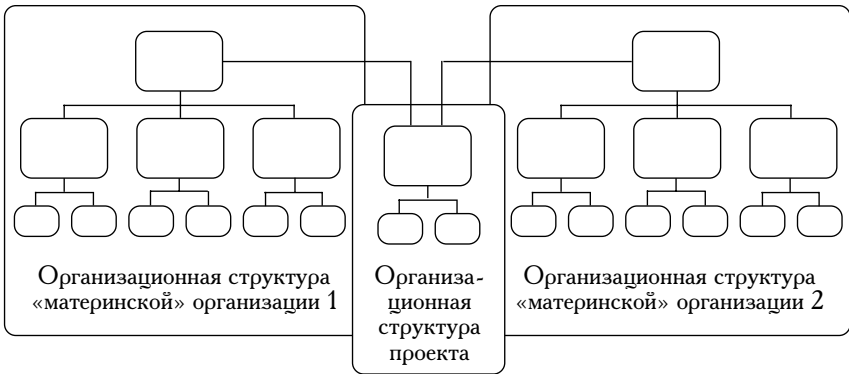 Организационная структура
«материнской» организации 1
Организа-
ционная
структура
проекта
Организационная структура
«материнской» организации 2